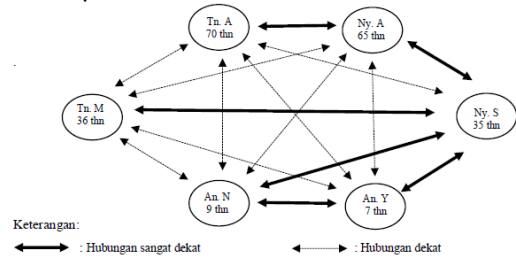 Tn. A
70 thn
Ny. A
65 thn
Tn. M
36 thn
Ny. S
35 thn
An. N
9 thn
An. Y
7 thn
Keterangan:
: Hubungan sangat dekat
: Hubungan dekat